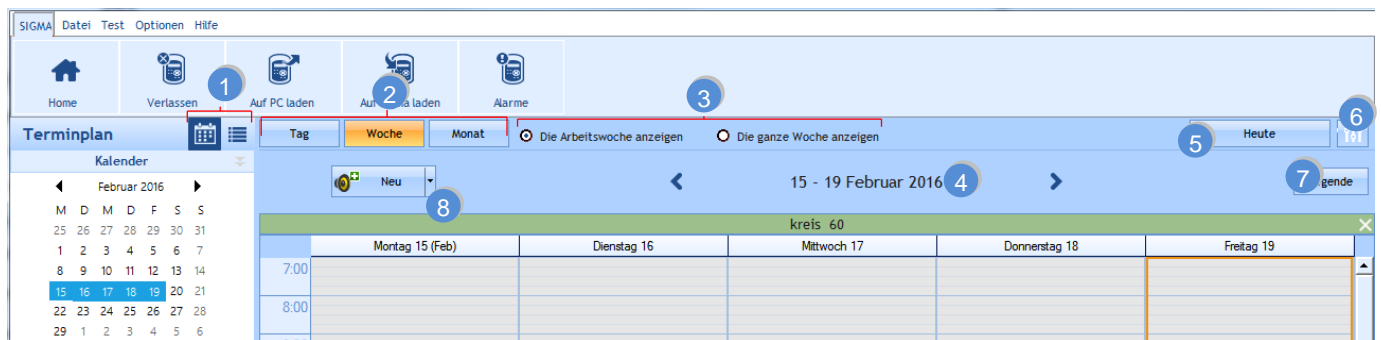 SIGMA Datei Test Optionen Hilfe
Home Verlassen Auf PC laden Auf laden Alarme
1 2 3 6
Terminplan Tag Woche Monat Die Arbeitswoche anzeigen Die ganze Woche anzeigen 5 Heute
Kalender
Neu 8 15 - 19 Februar 2016 4 7
Februar 2016
M D M D F S S
25 26 27 28 29 30 31
1 2 3 4 5 6 7
8 9 10 11 12 13 14
15 16 17 18 19 20 21
22 23 24 25 26 27 28
29 1 2 3 4 5 6
kreis 60
Montag 15 (Feb) Dienstag 16 Mittwoch 17 Donnerstag 18 Freitag 19
7:00
8:00